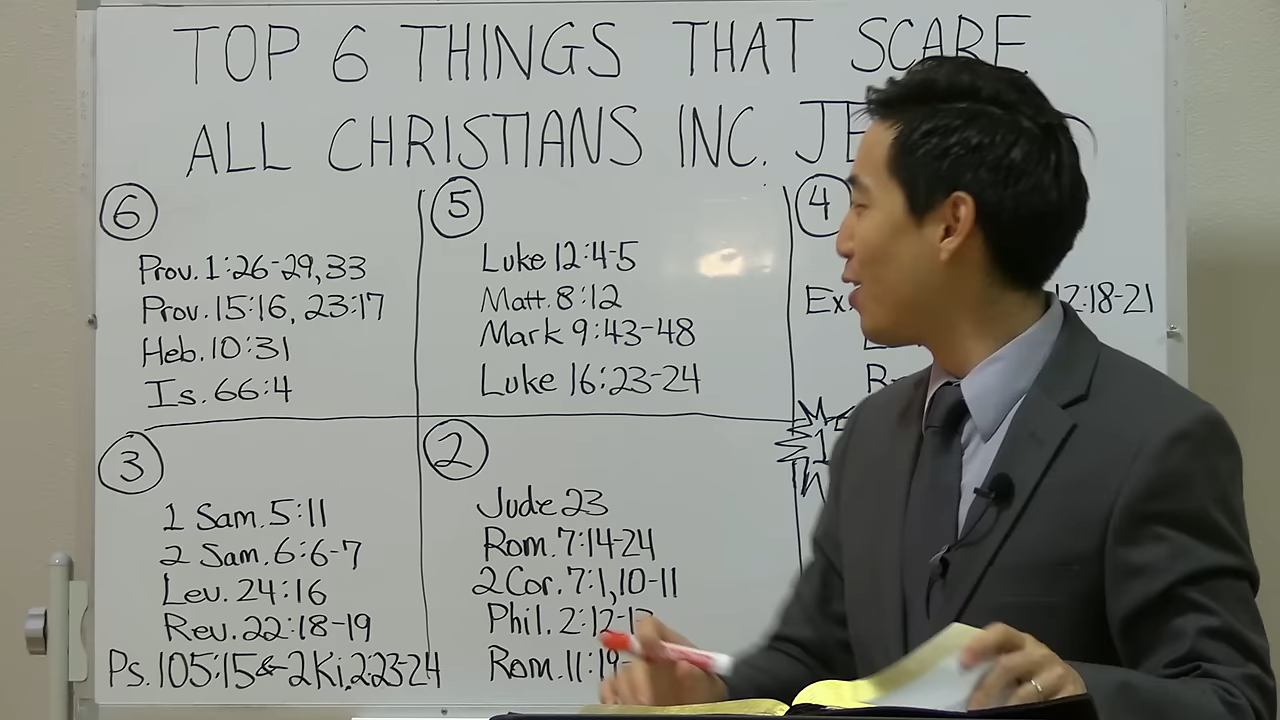 TOP 6 THINGS THAT SCARE
ALL CHRISTIANS INC.
6
Prov. 1:26-29,33
Prov. 15:16, 23:17
Heb. 10:31
Is. 66:4
5
Luke 12:4-5
Matt. 8:12
Mark 9:43-48
Luke 16:23-24
4
Ex. 12:18-21
3
1 Sam. 5:11
2 Sam. 6:6-7
Lev. 24:16
Rev. 22:18-19
Ps. 105:15 & 2Ki. 2:23-24
2
Jude 23
Rom. 7:14-24
2 Cor. 7:1,10-11
Phil. 2:12-
Rom. 11:19-
1